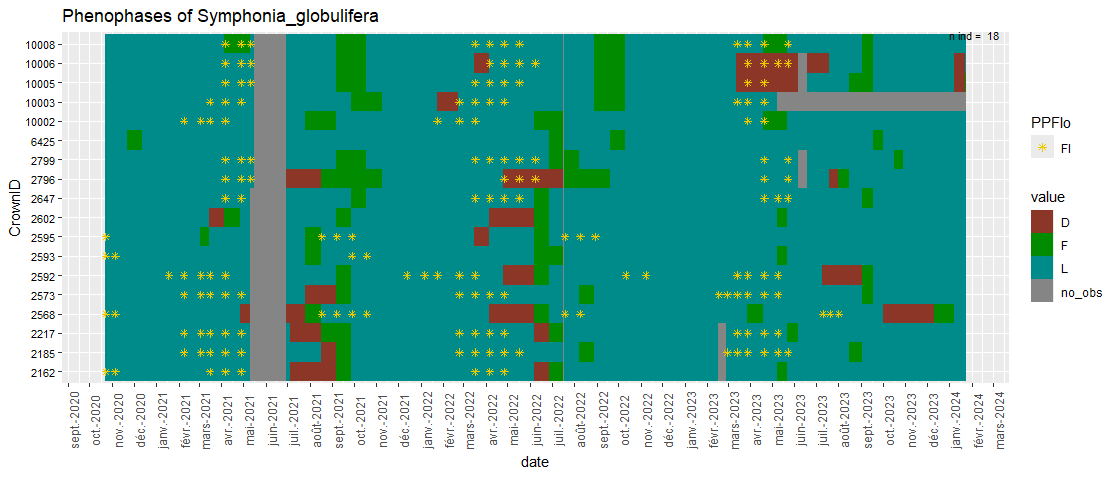 Phenophases of Symphonia_globulifera
n ind = 18
CrownID
10008
10006
10005
10003
10002
6425
2799
2796
2647
2602
2595
2593
2592
2573
2568
2217
2185
2162
sept.-2020
oct.-2020
nov.-2020
déc.-2020
janv.-2021
févr.-2021
mars-2021
avr.-2021
mai-2021
juin-2021
juil.-2021
août-2021
sept.-2021
oct.-2021
nov.-2021
déc.-2021
janv.-2022
févr.-2022
mars-2022
avr.-2022
mai-2022
juin-2022
juil.-2022
août-2022
sept.-2022
oct.-2022
nov.-2022
déc.-2022
janv.-2023
févr.-2023
mars-2023
avr.-2023
mai-2023
juin-2023
juil.-2023
août-2023
sept.-2023
oct.-2023
nov.-2023
déc.-2023
janv.-2024
févr.-2024
mars-2024
date
PPFlo
Fl
value
D
F
L
no_obs